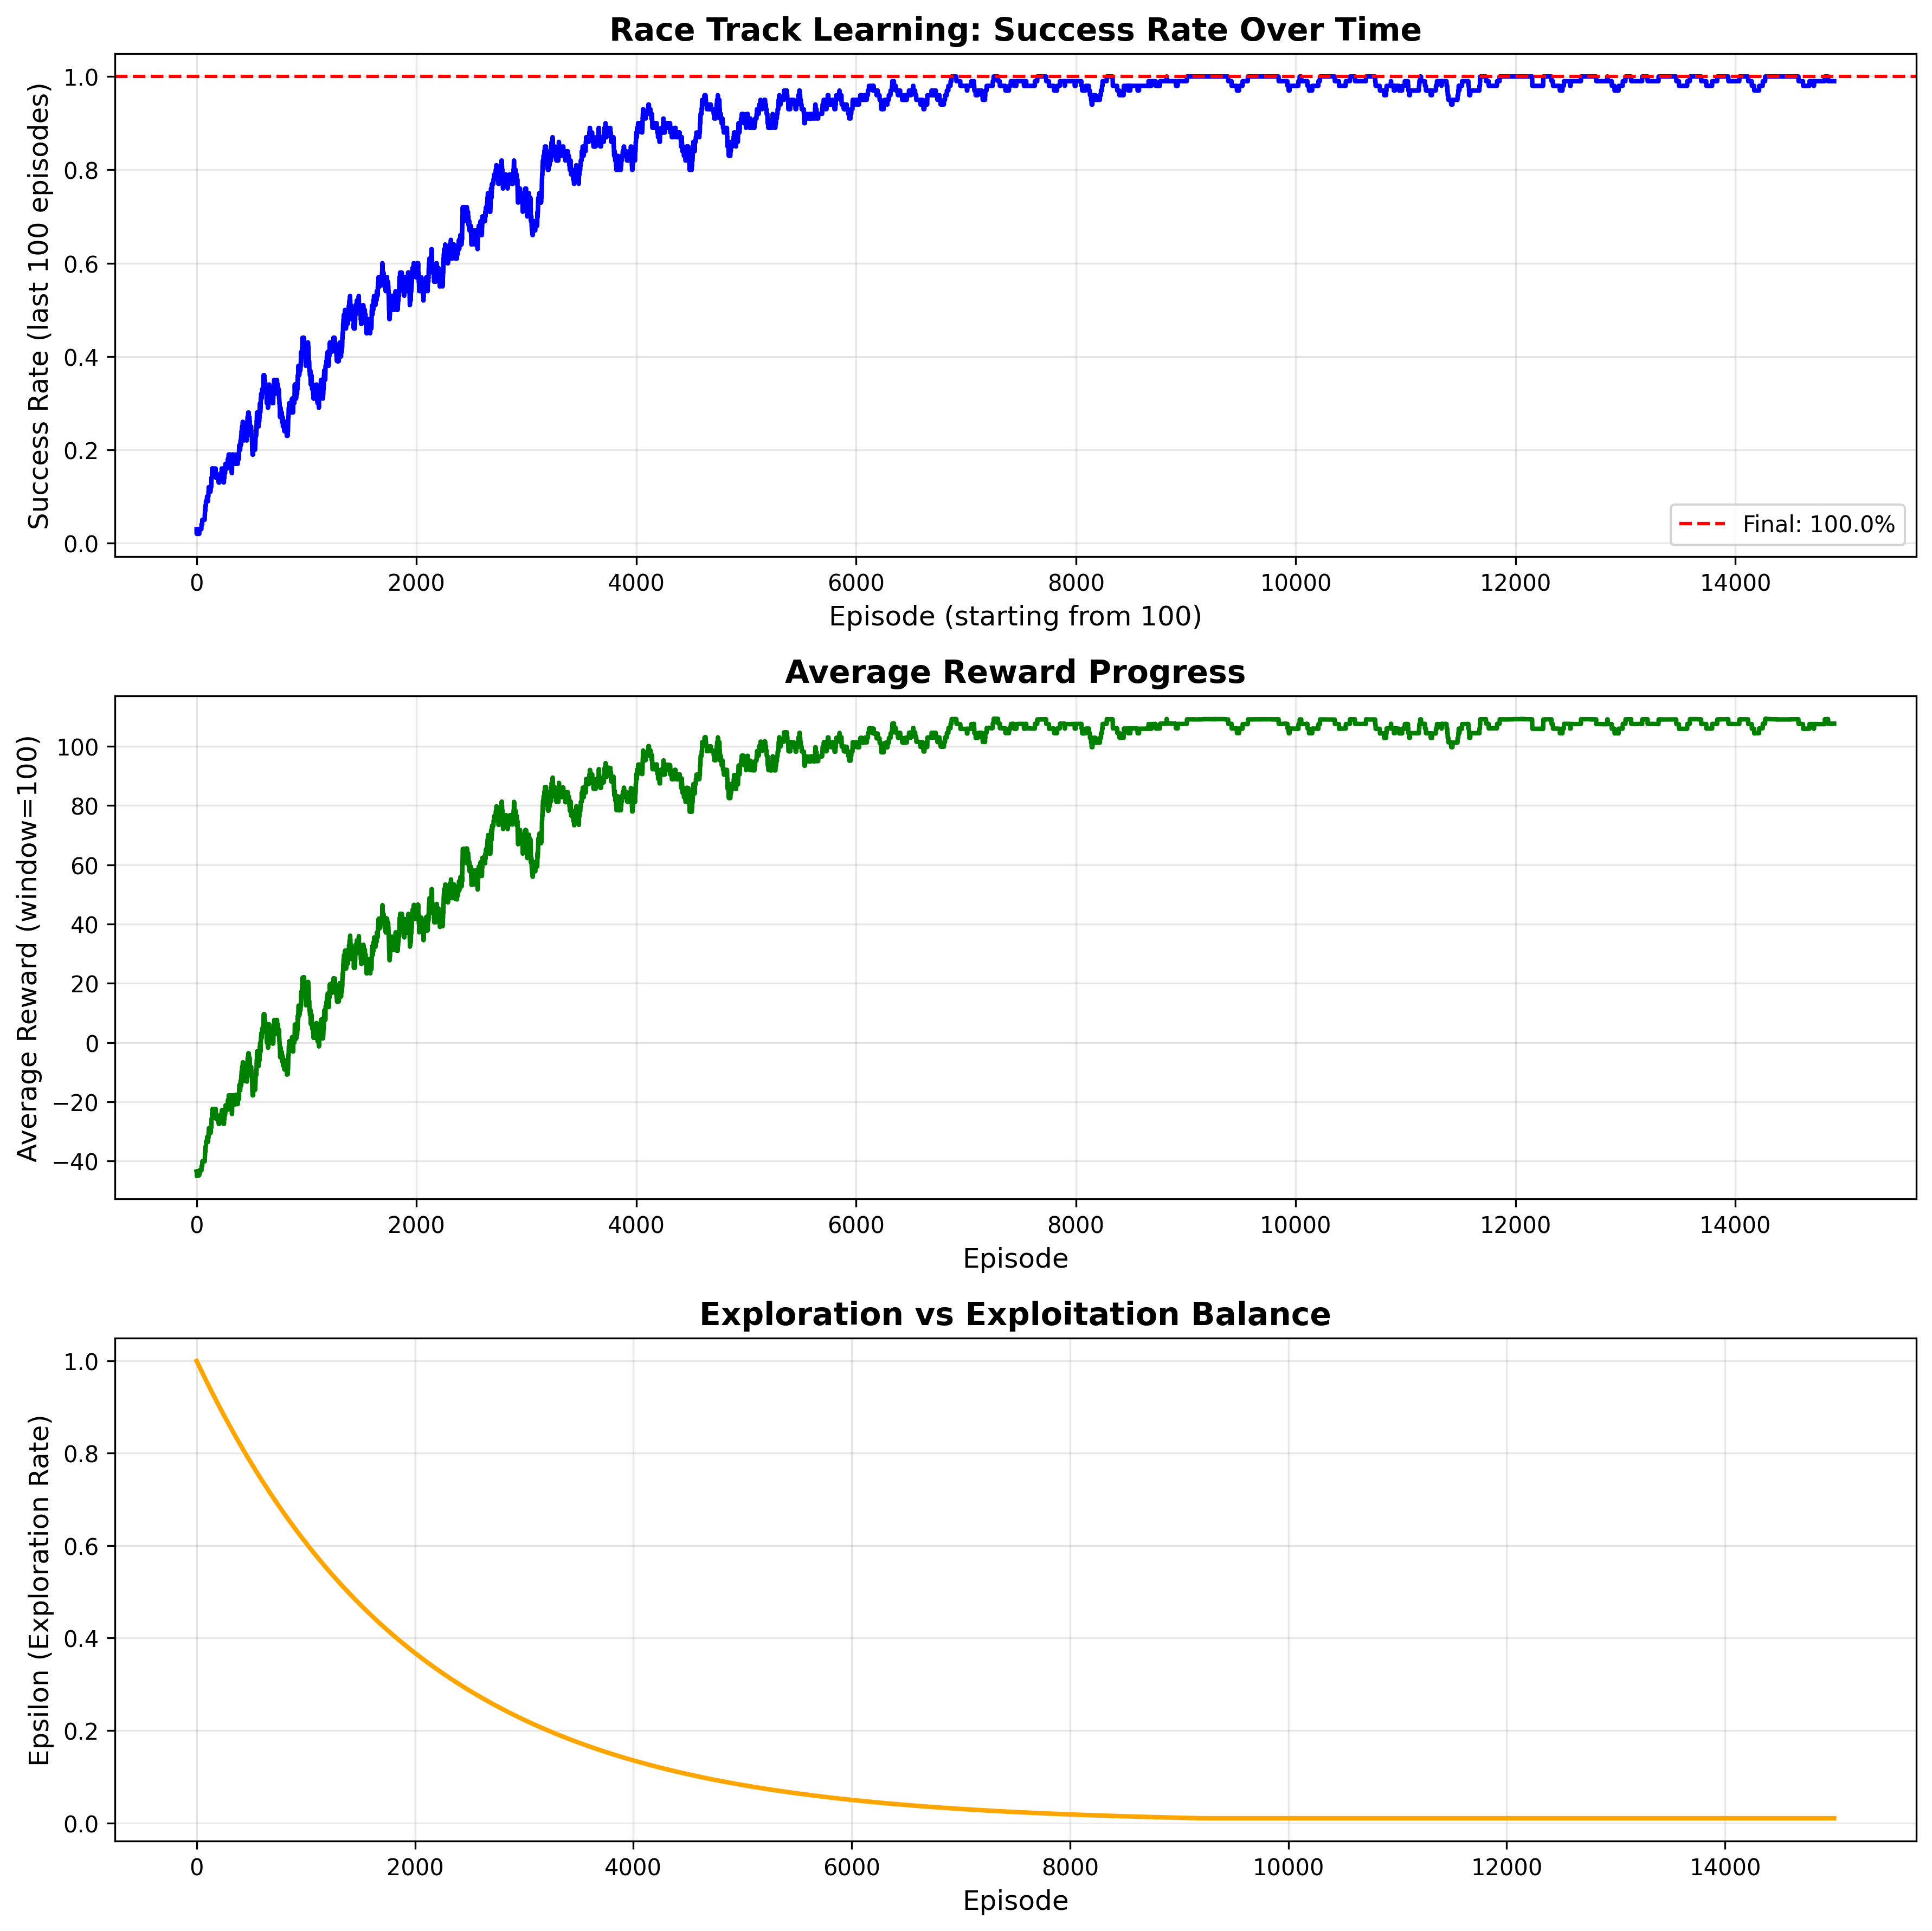 Race Track Learning: Success Rate Over Time
Success Rate (last 100 episodes)
1.0
0.8
0.6
0.4
0.2
0.0
Final: 100.0%
0 2000 4000 6000 8000 10000 12000 14000
Episode (starting from 100)
Average Reward Progress
Average Reward (window=100)
100
80
60
40
20
0
−20
−40
0 2000 4000 6000 8000 10000 12000 14000
Episode
Exploration vs Exploitation Balance
Epsilon (Exploration Rate)
1.0
0.8
0.6
0.4
0.2
0.0
0 2000 4000 6000 8000 10000 12000 14000
Episode